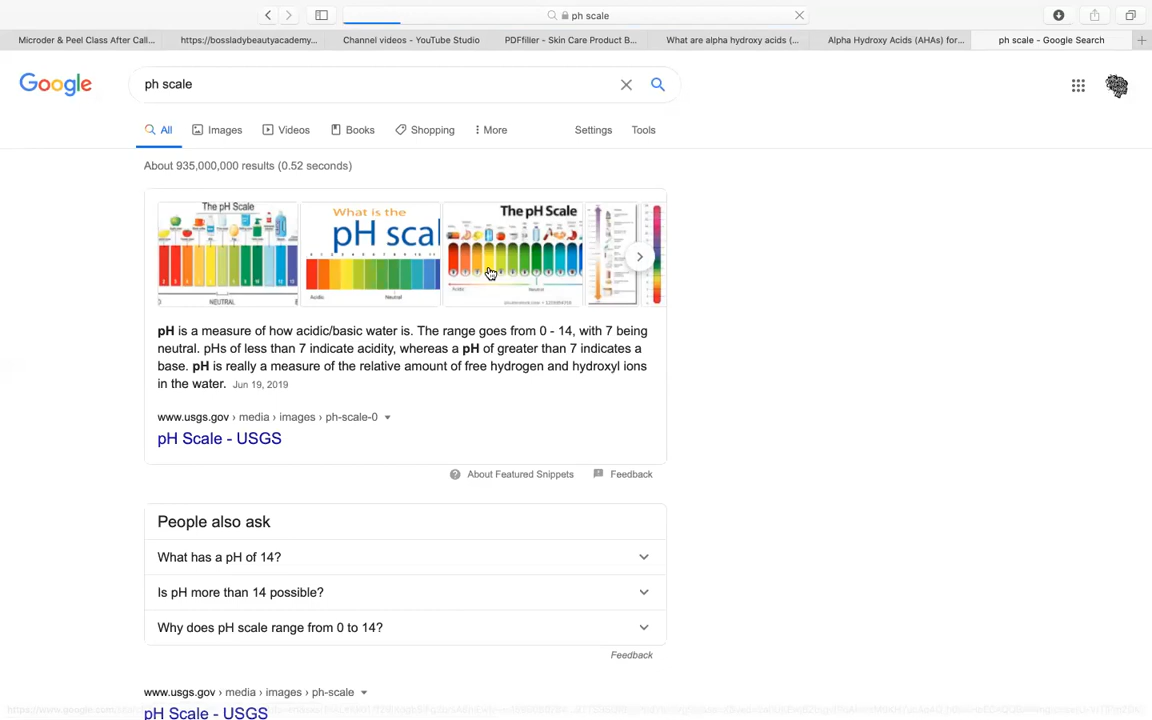 ph scale
Microder & Peel Class After Call...
https://bossladybeautyacademy...
Channel videos - YouTube Studio
PDFfiller - Skin Care Product B...
What are alpha hydroxy acids (...
Alpha Hydroxy Acids (AHAs) for...
ph scale - Google Search
Google
ph scale
All
Images
Videos
Books
Shopping
More
Settings
Tools
About 935,000,000 results (0.52 seconds)
The pH Scale
NEUTRAL
What is the
pH scal
Acidic
Neutral
The pH Scale
Acidic
Neutral
pH is a measure of how acidic/basic water is. The range goes from 0 - 14, with 7 being
neutral. pHs of less than 7 indicate acidity, whereas a pH of greater than 7 indicates a
base. pH is really a measure of the relative amount of free hydrogen and hydroxyl ions
in the water. Jun 19, 2019
www.usgs.gov › media › images › ph-scale-0
pH Scale - USGS
About Featured Snippets
Feedback
People also ask
What has a pH of 14?
Is pH more than 14 possible?
Why does pH scale range from 0 to 14?
Feedback
www.usgs.gov › media › images › ph-scale
pH Scale - USGS